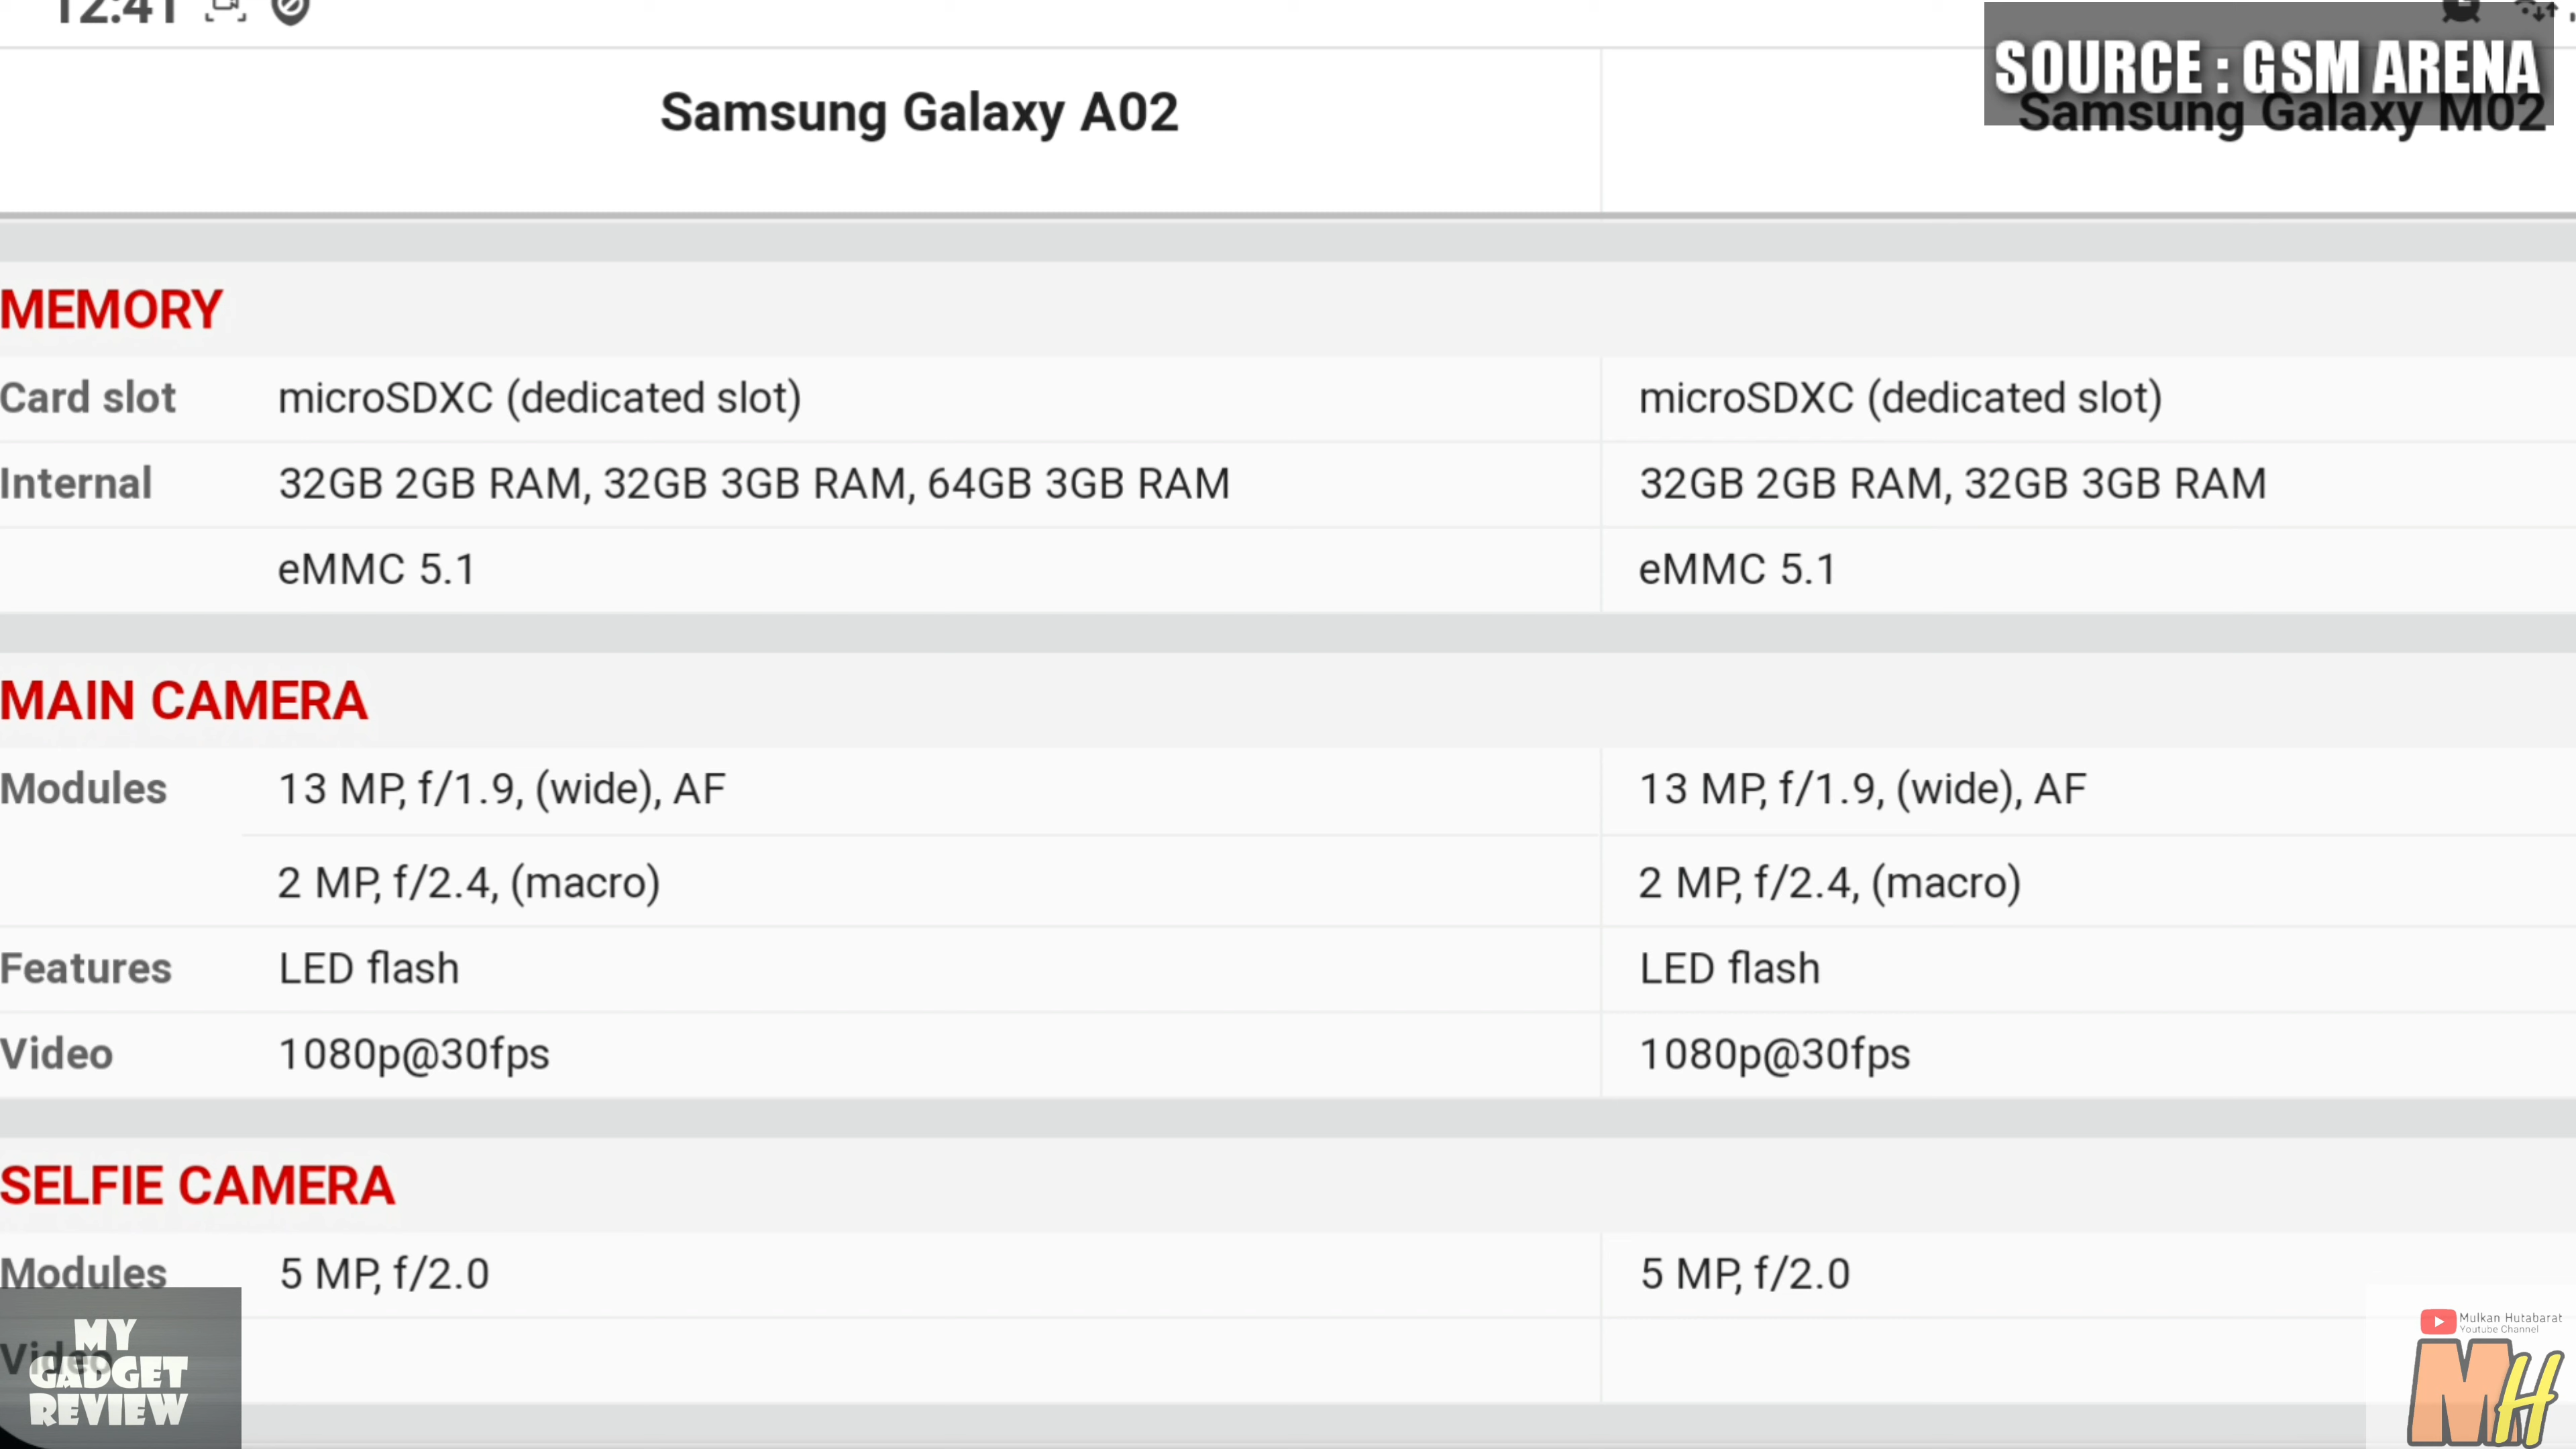 12:41
SOURCE : GSM ARENA
Samsung Galaxy A02
Samsung Galaxy M02
MEMORY
Card slot microSDXC (dedicated slot) microSDXC (dedicated slot)
Internal 32GB 2GB RAM, 32GB 3GB RAM, 64GB 3GB RAM 32GB 2GB RAM, 32GB 3GB RAM
eMMC 5.1 eMMC 5.1
MAIN CAMERA
Modules 13 MP, f/1.9, (wide), AF 13 MP, f/1.9, (wide), AF
2 MP, f/2.4, (macro) 2 MP, f/2.4, (macro)
Features LED flash LED flash
Video 1080p@30fps 1080p@30fps
SELFIE CAMERA
Modules 5 MP, f/2.0 5 MP, f/2.0
Video
MY
GADGET
REVIEW
Mulkan Hutabarat
Youtube Channel
MH